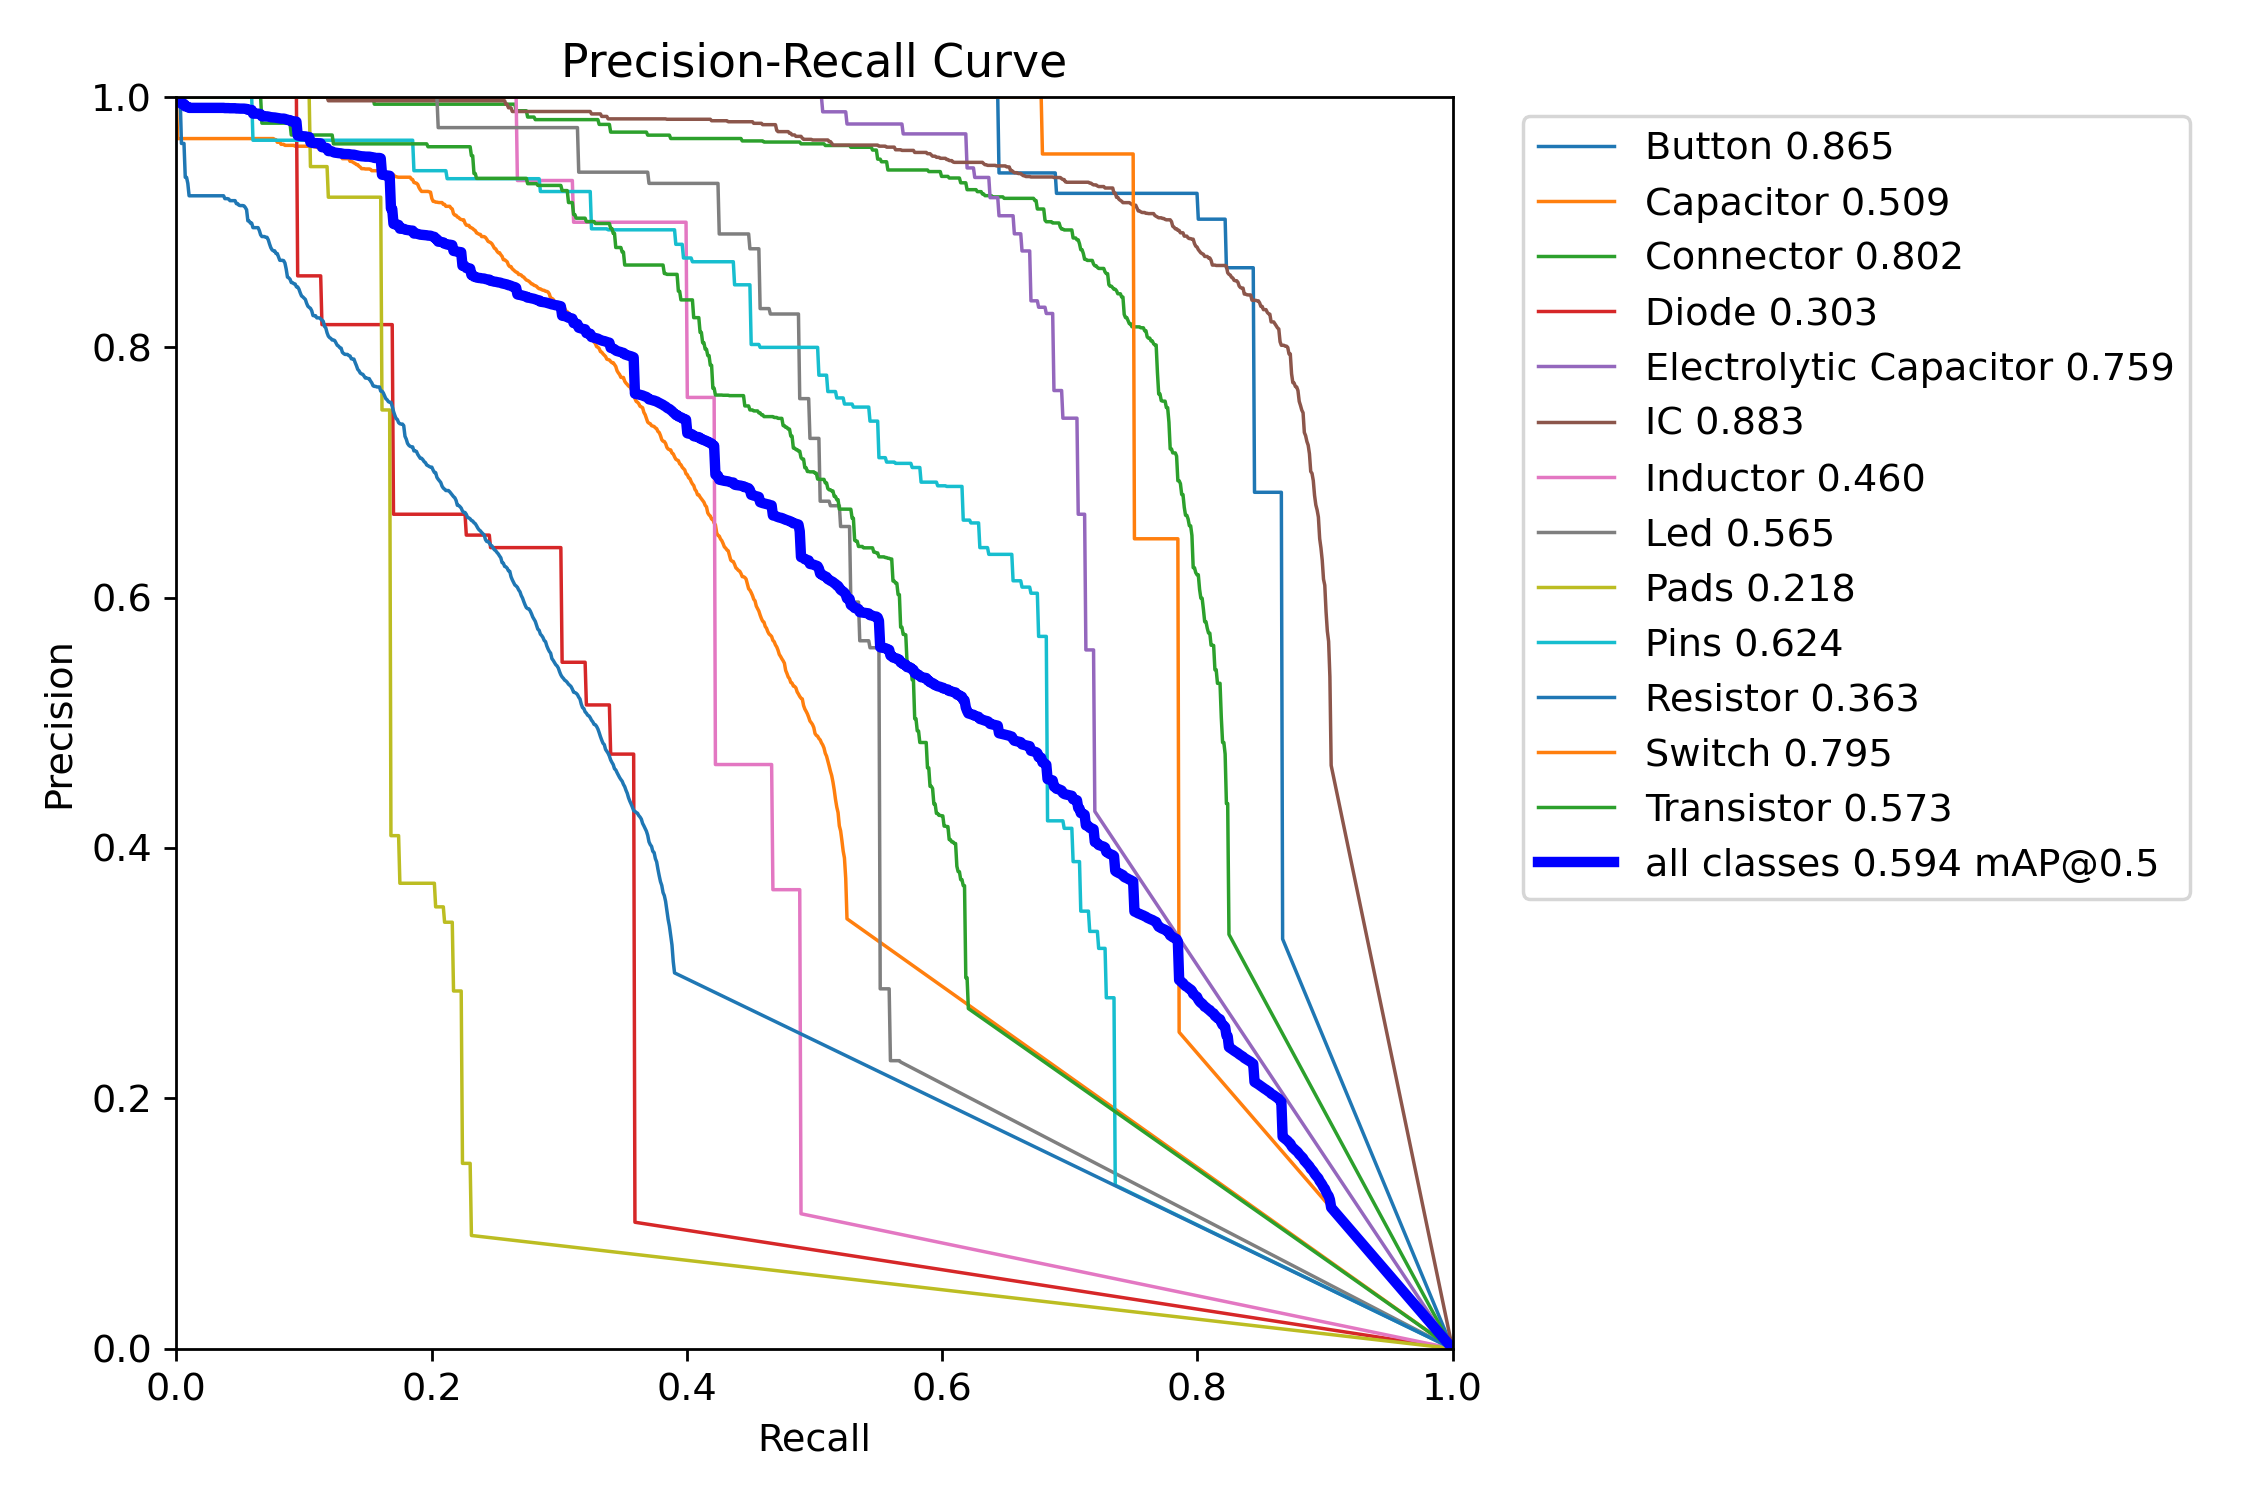 Precision-Recall Curve
1.0
0.8
0.6
0.4
0.2
0.0
Precision
0.0 0.2 0.4 0.6 0.8 1.0
Recall
Button 0.865
Capacitor 0.509
Connector 0.802
Diode 0.303
Electrolytic Capacitor 0.759
IC 0.883
Inductor 0.460
Led 0.565
Pads 0.218
Pins 0.624
Resistor 0.363
Switch 0.795
Transistor 0.573
all classes 0.594 mAP@0.5